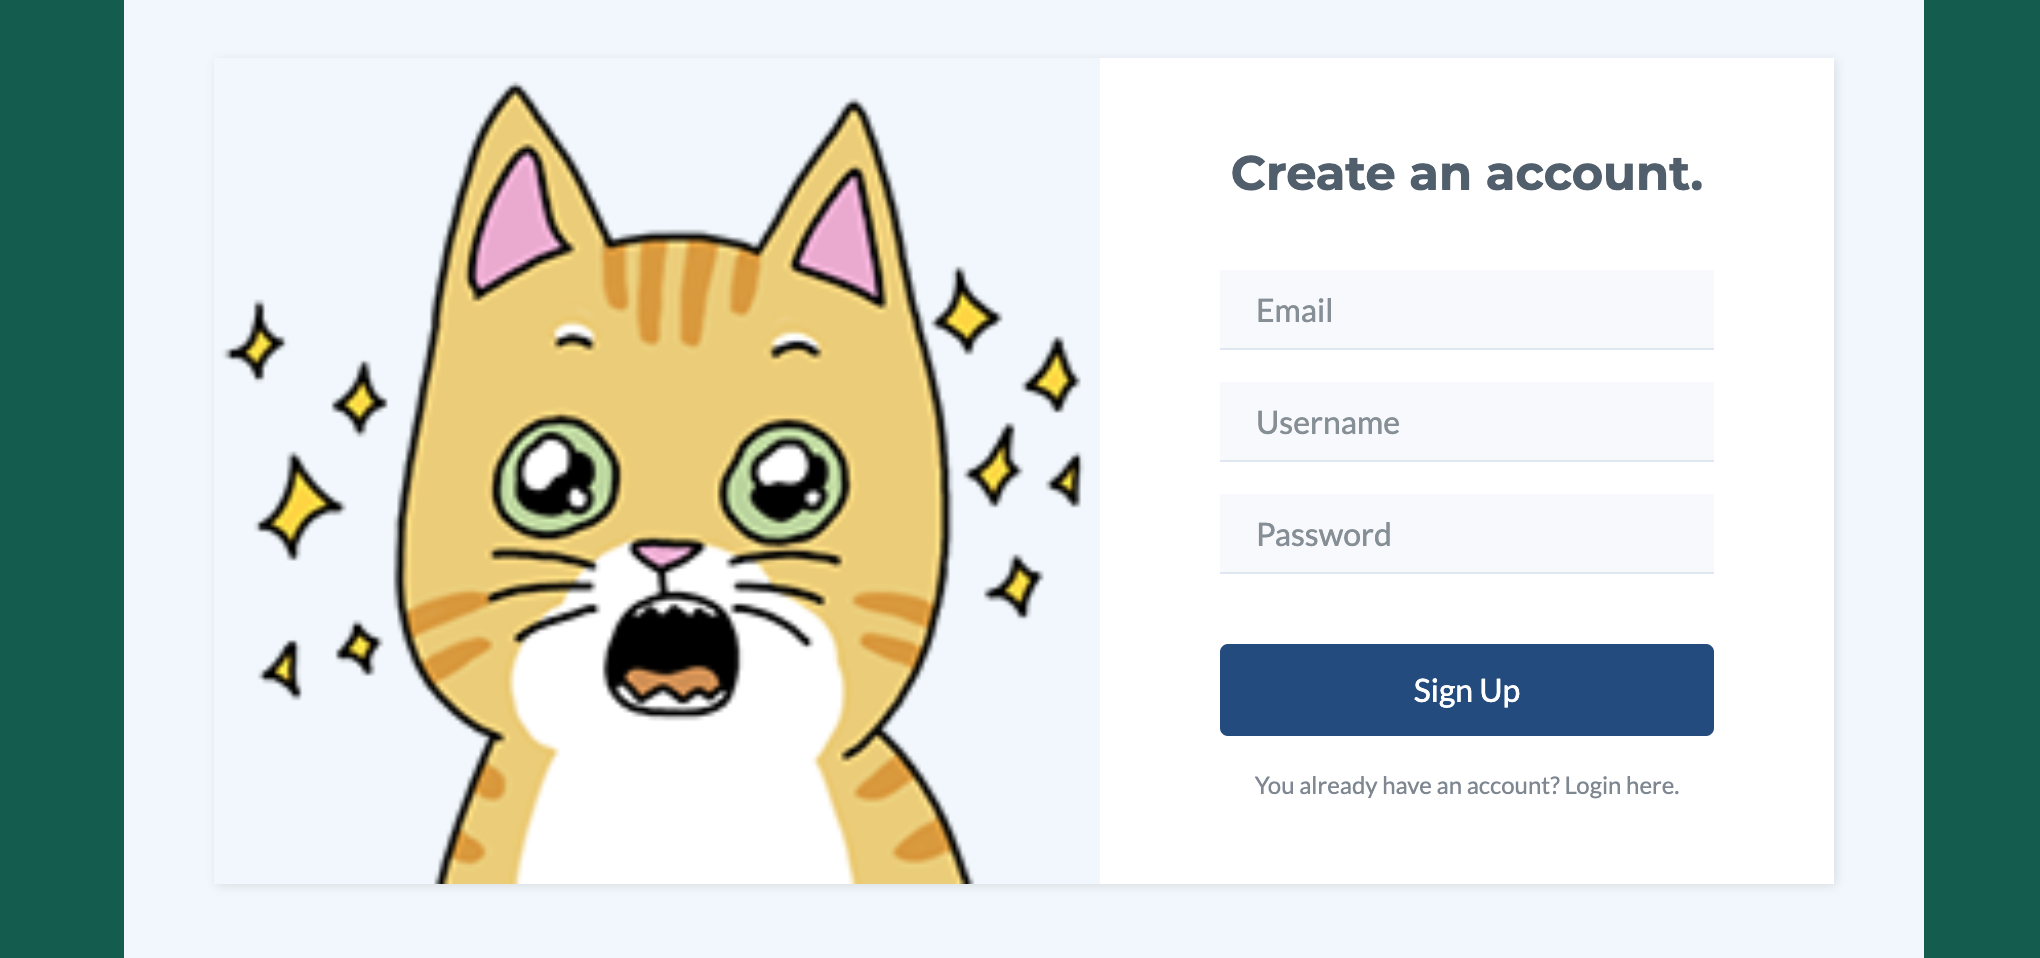 Create an account.
Email
Username
Password
Sign Up
You already have an account? Login here.